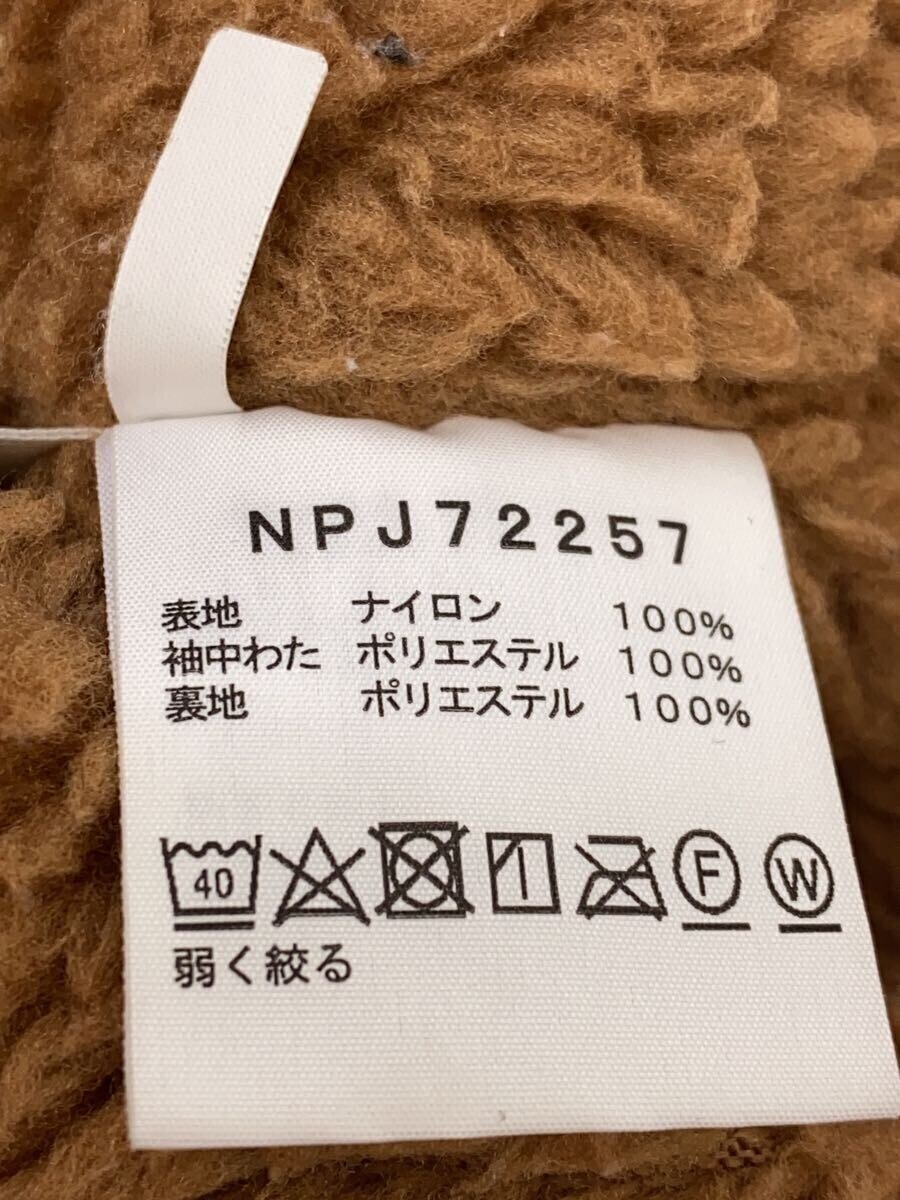 NPJ72257
表地 ナイロン 100%
袖中わた ポリエステル 100%
裏地 ポリエステル 100%
40 F W
弱く絞る